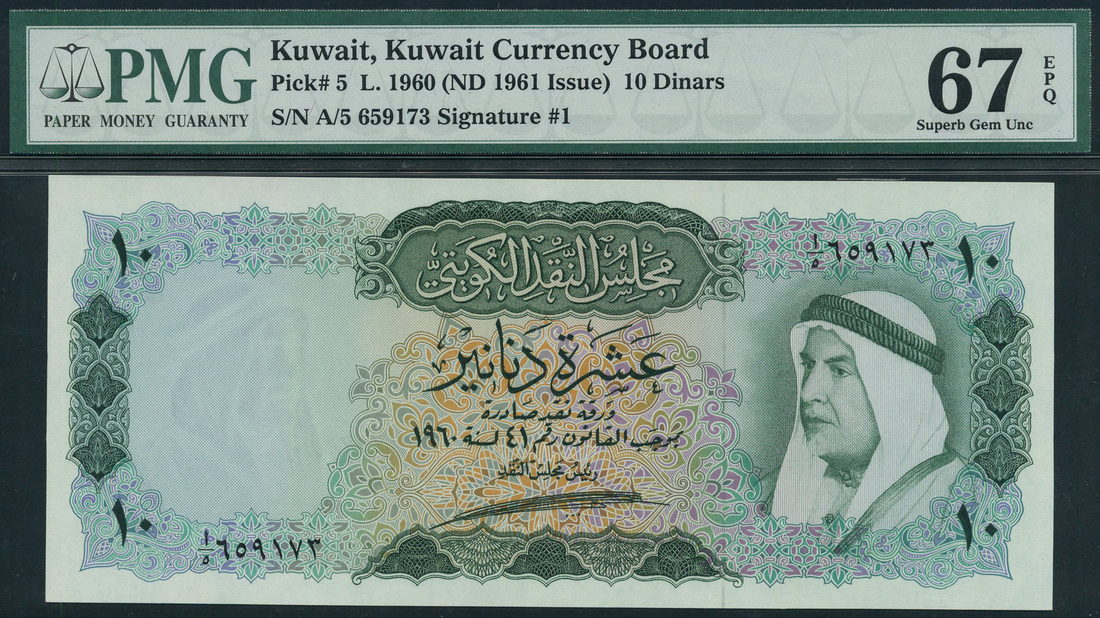 PMG
PAPER MONEY GUARANTY
Kuwait, Kuwait Currency Board
Pick# 5 L. 1960 (ND 1961 Issue) 10 Dinars
S/N A/5 659173 Signature #1
67
EPQ
Superb Gem Unc
مجلس النقد الكويتي
١٠
ا/٥ ٦٥٩١٧٣
١٠
عشرة دنانير
ورقة نقد صادرة
بموجب القانون رقم ٤١ لسنة ١٩٦٠
رئيس مجلس النقد
١٠
ا/٥ ٦٥٩١٧٣
١٠